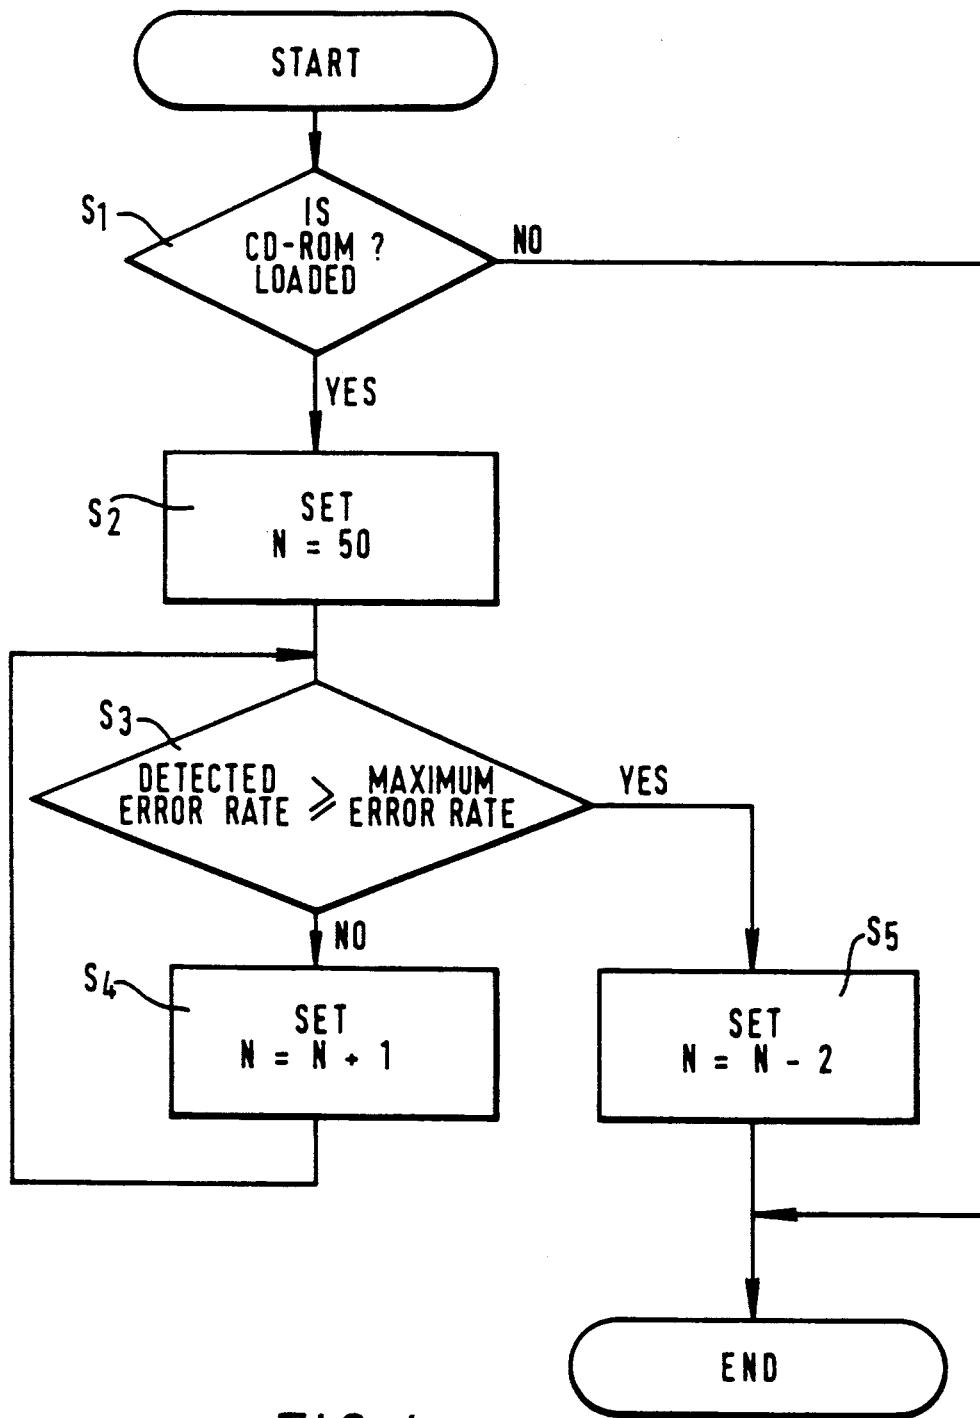 START
S1
IS
CD-ROM ?
LOADED
NO
YES
S2
SET
N = 50
S3
DETECTED
ERROR RATE
≥
MAXIMUM
ERROR RATE
YES
NO
S4
SET
N = N + 1
S5
SET
N = N - 2
END